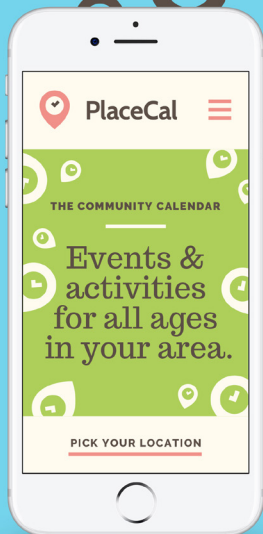 PlaceCal
THE COMMUNITY CALENDAR
Events &
activities
for all ages
in your area.
PICK YOUR LOCATION